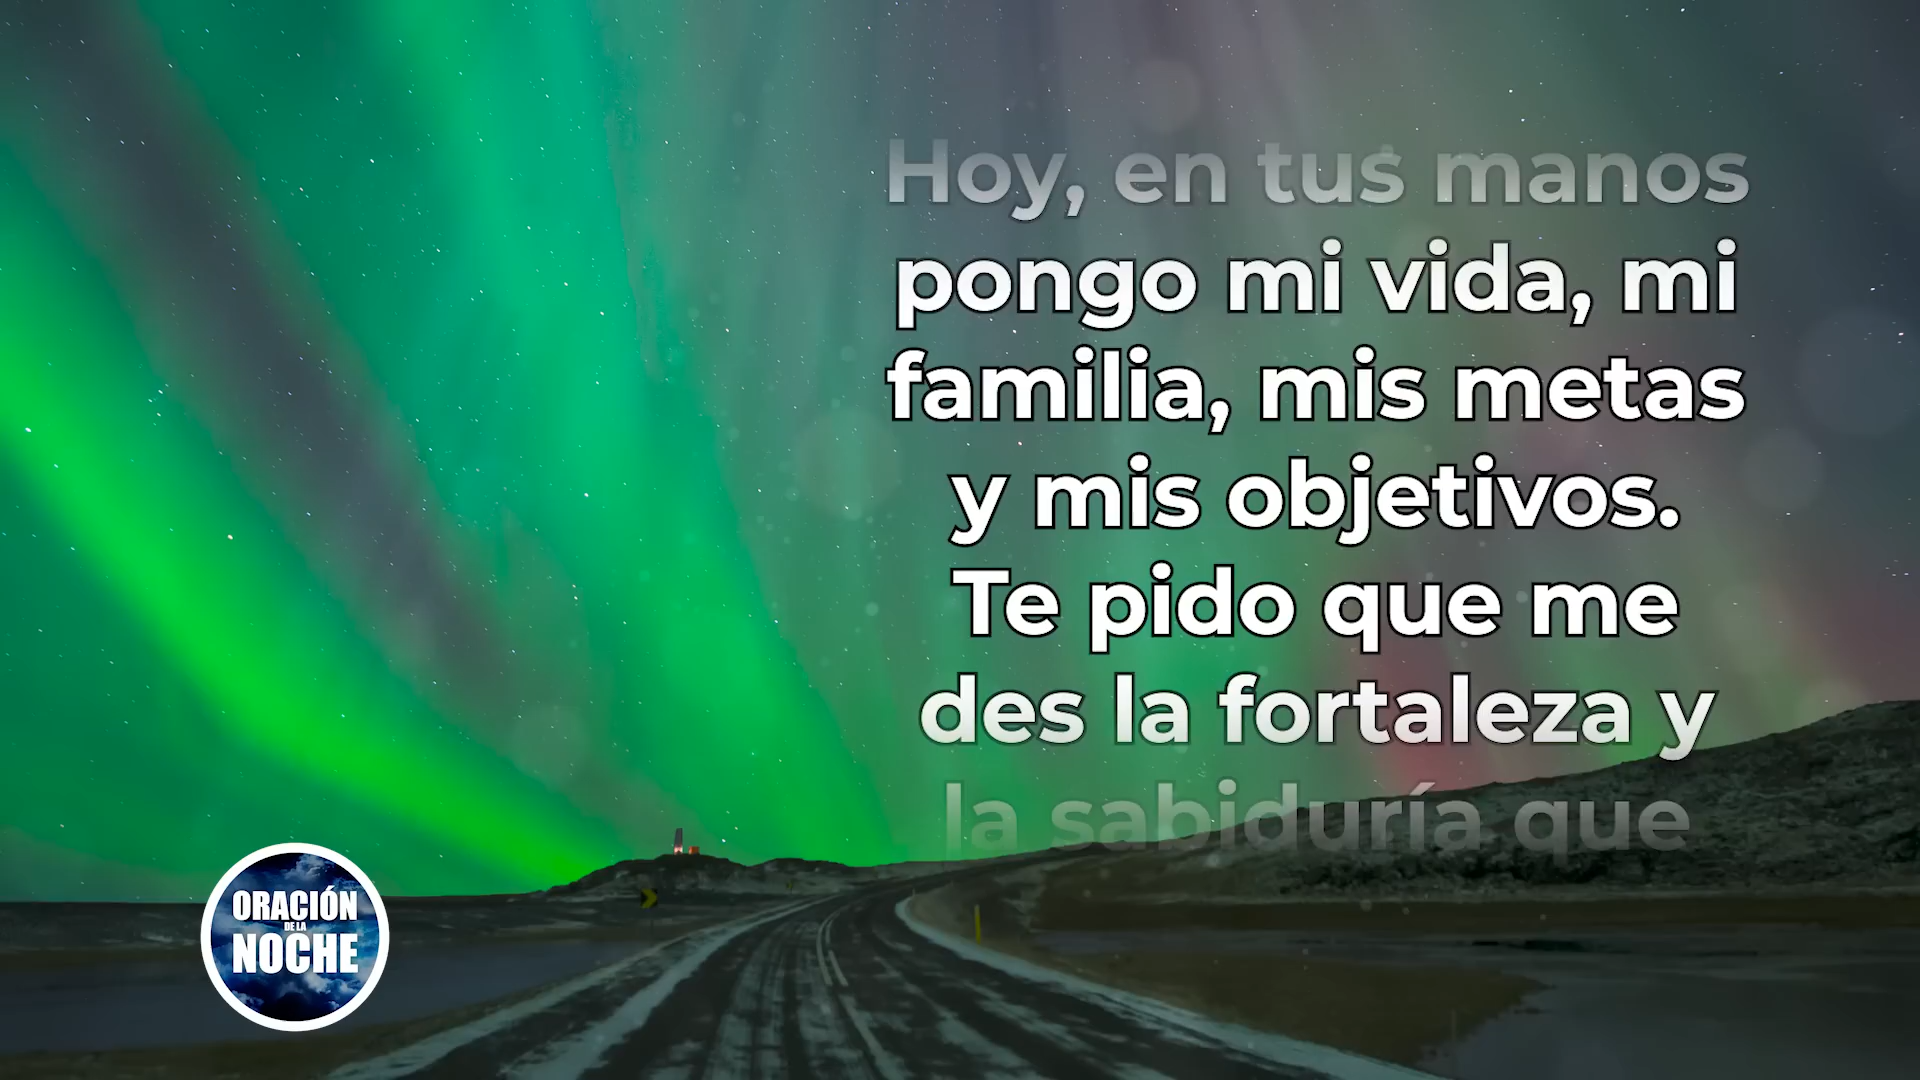 Hoy, en tus manos
pongo mi vida, mi
familia, mis metas
y mis objetivos.
Te pido que me
des la fortaleza y
la sabiduría que
ORACIÓN
DE LA
NOCHE